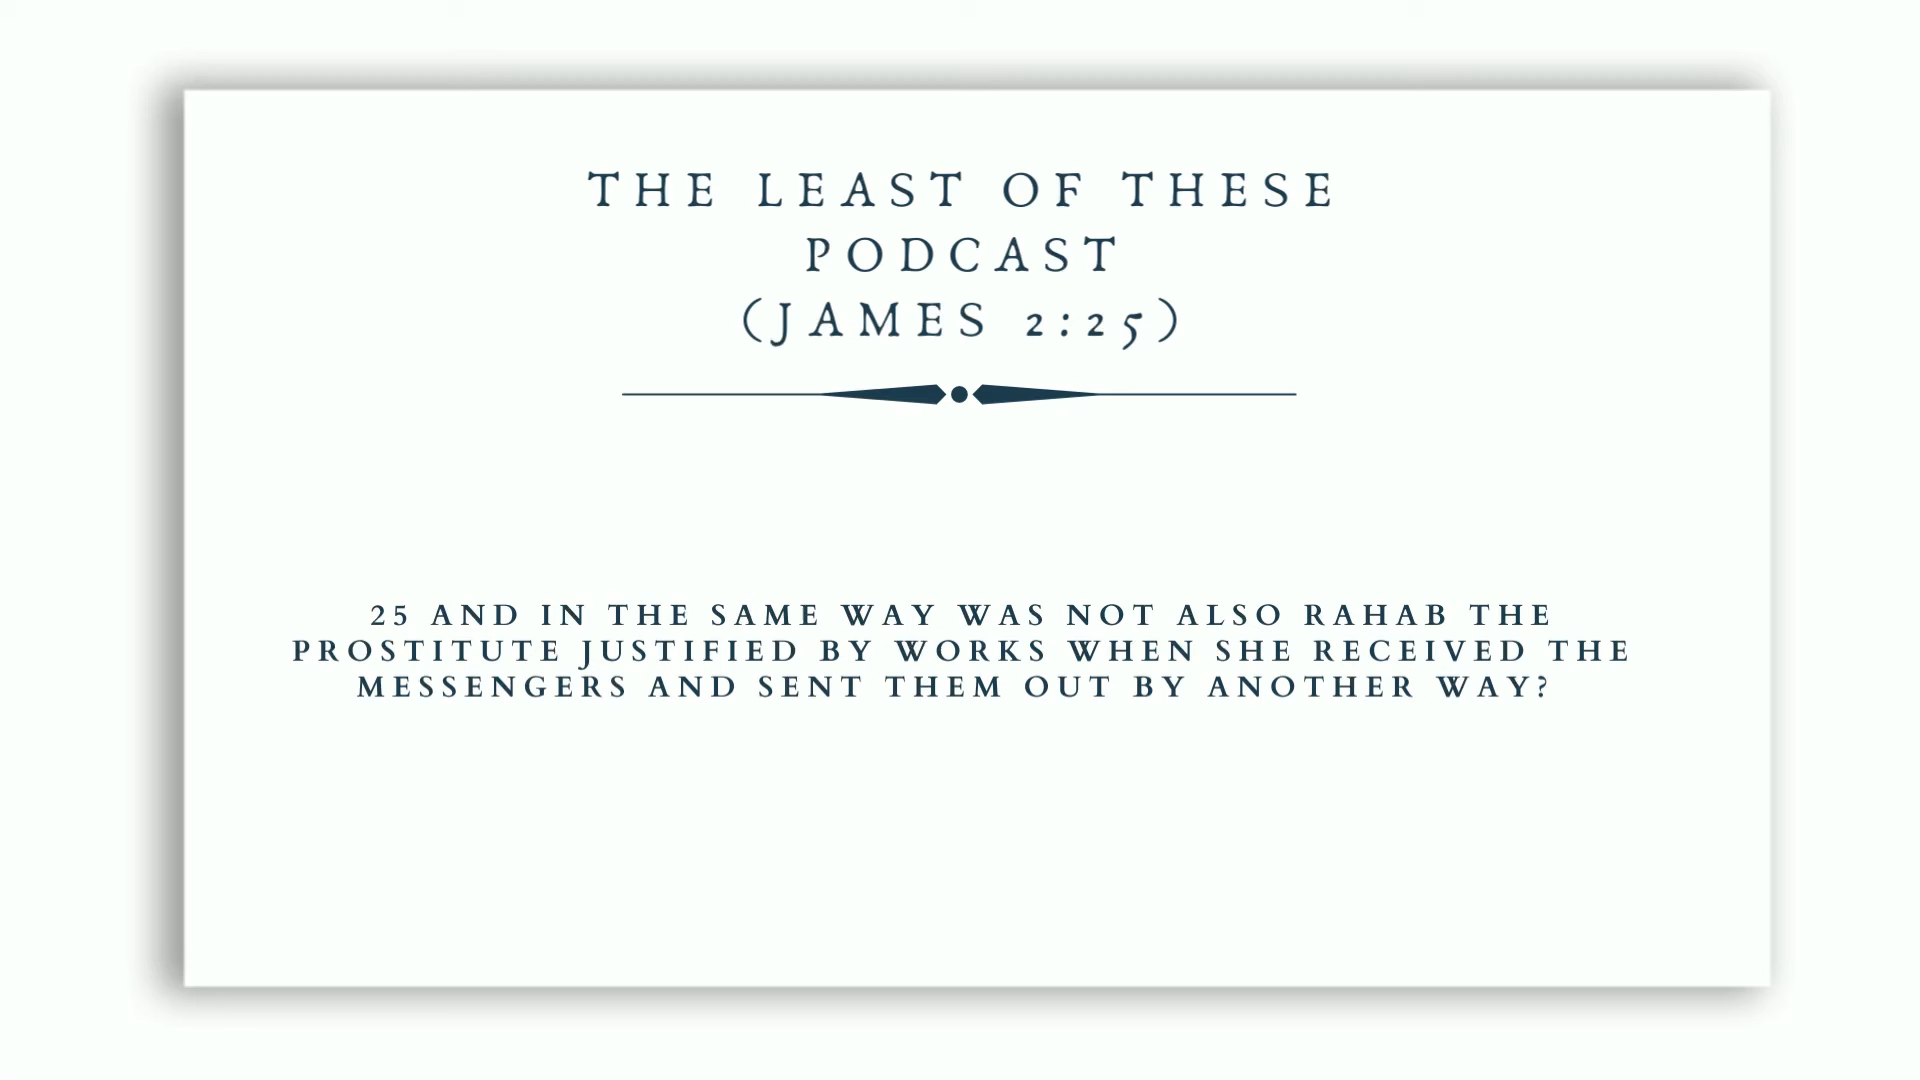 THE LEAST OF THESE
PODCAST
(JAMES 2:25)
25 AND IN THE SAME WAY WAS NOT ALSO RAHAB THE
PROSTITUTE JUSTIFIED BY WORKS WHEN SHE RECEIVED THE
MESSENGERS AND SENT THEM OUT BY ANOTHER WAY?